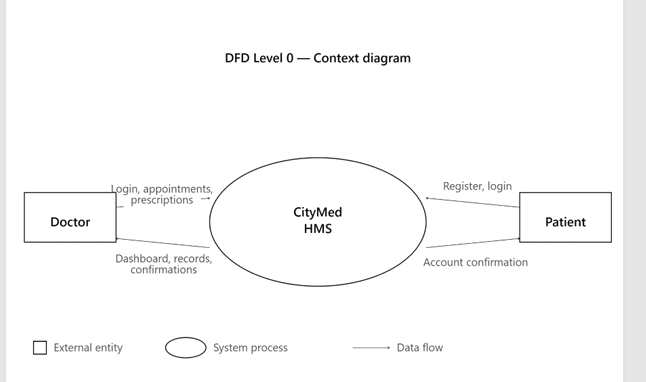 DFD Level 0 — Context diagram
Login, appointments,
prescriptions
Register, login
Doctor
CityMed
HMS
Patient
Dashboard, records,
confirmations
Account confirmation
External entity
System process
Data flow